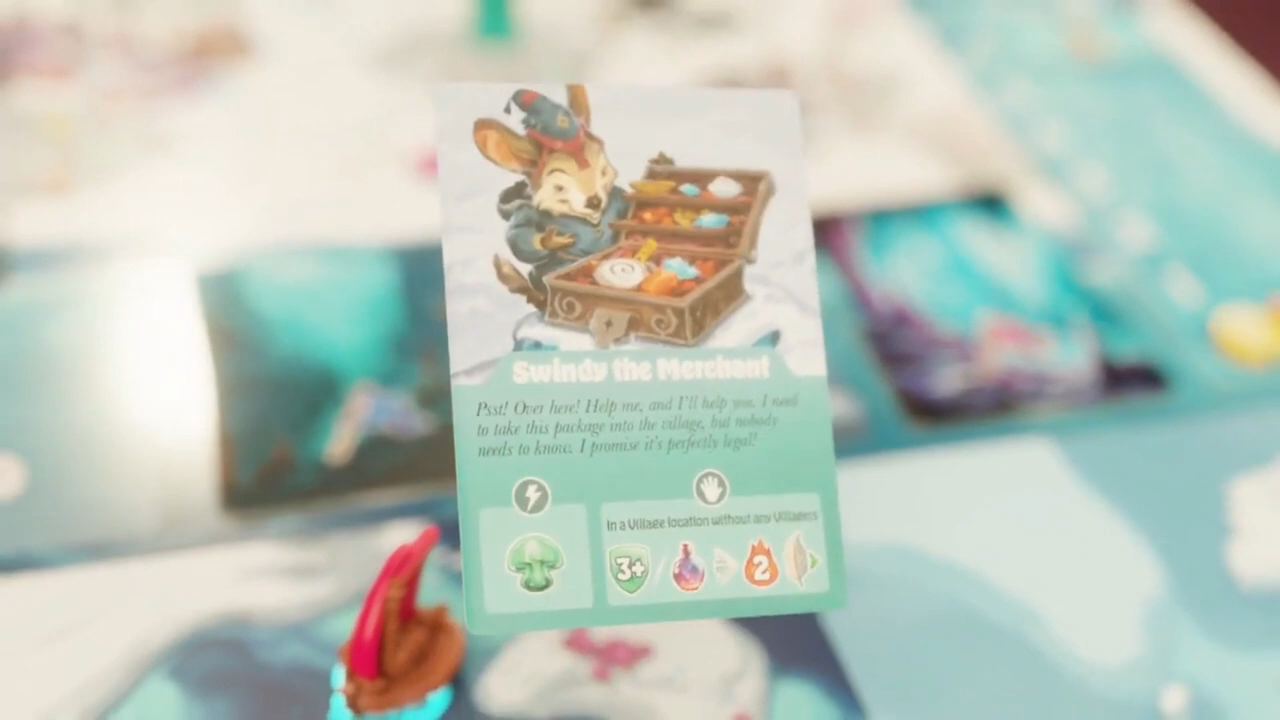 Swindy the Merchant
Psst! Over here! Help me, and I'll help you. I need
to take this package into the village, but nobody
needs to know. I promise it's perfectly legal!
In a Village location without any Villagers
3+
2